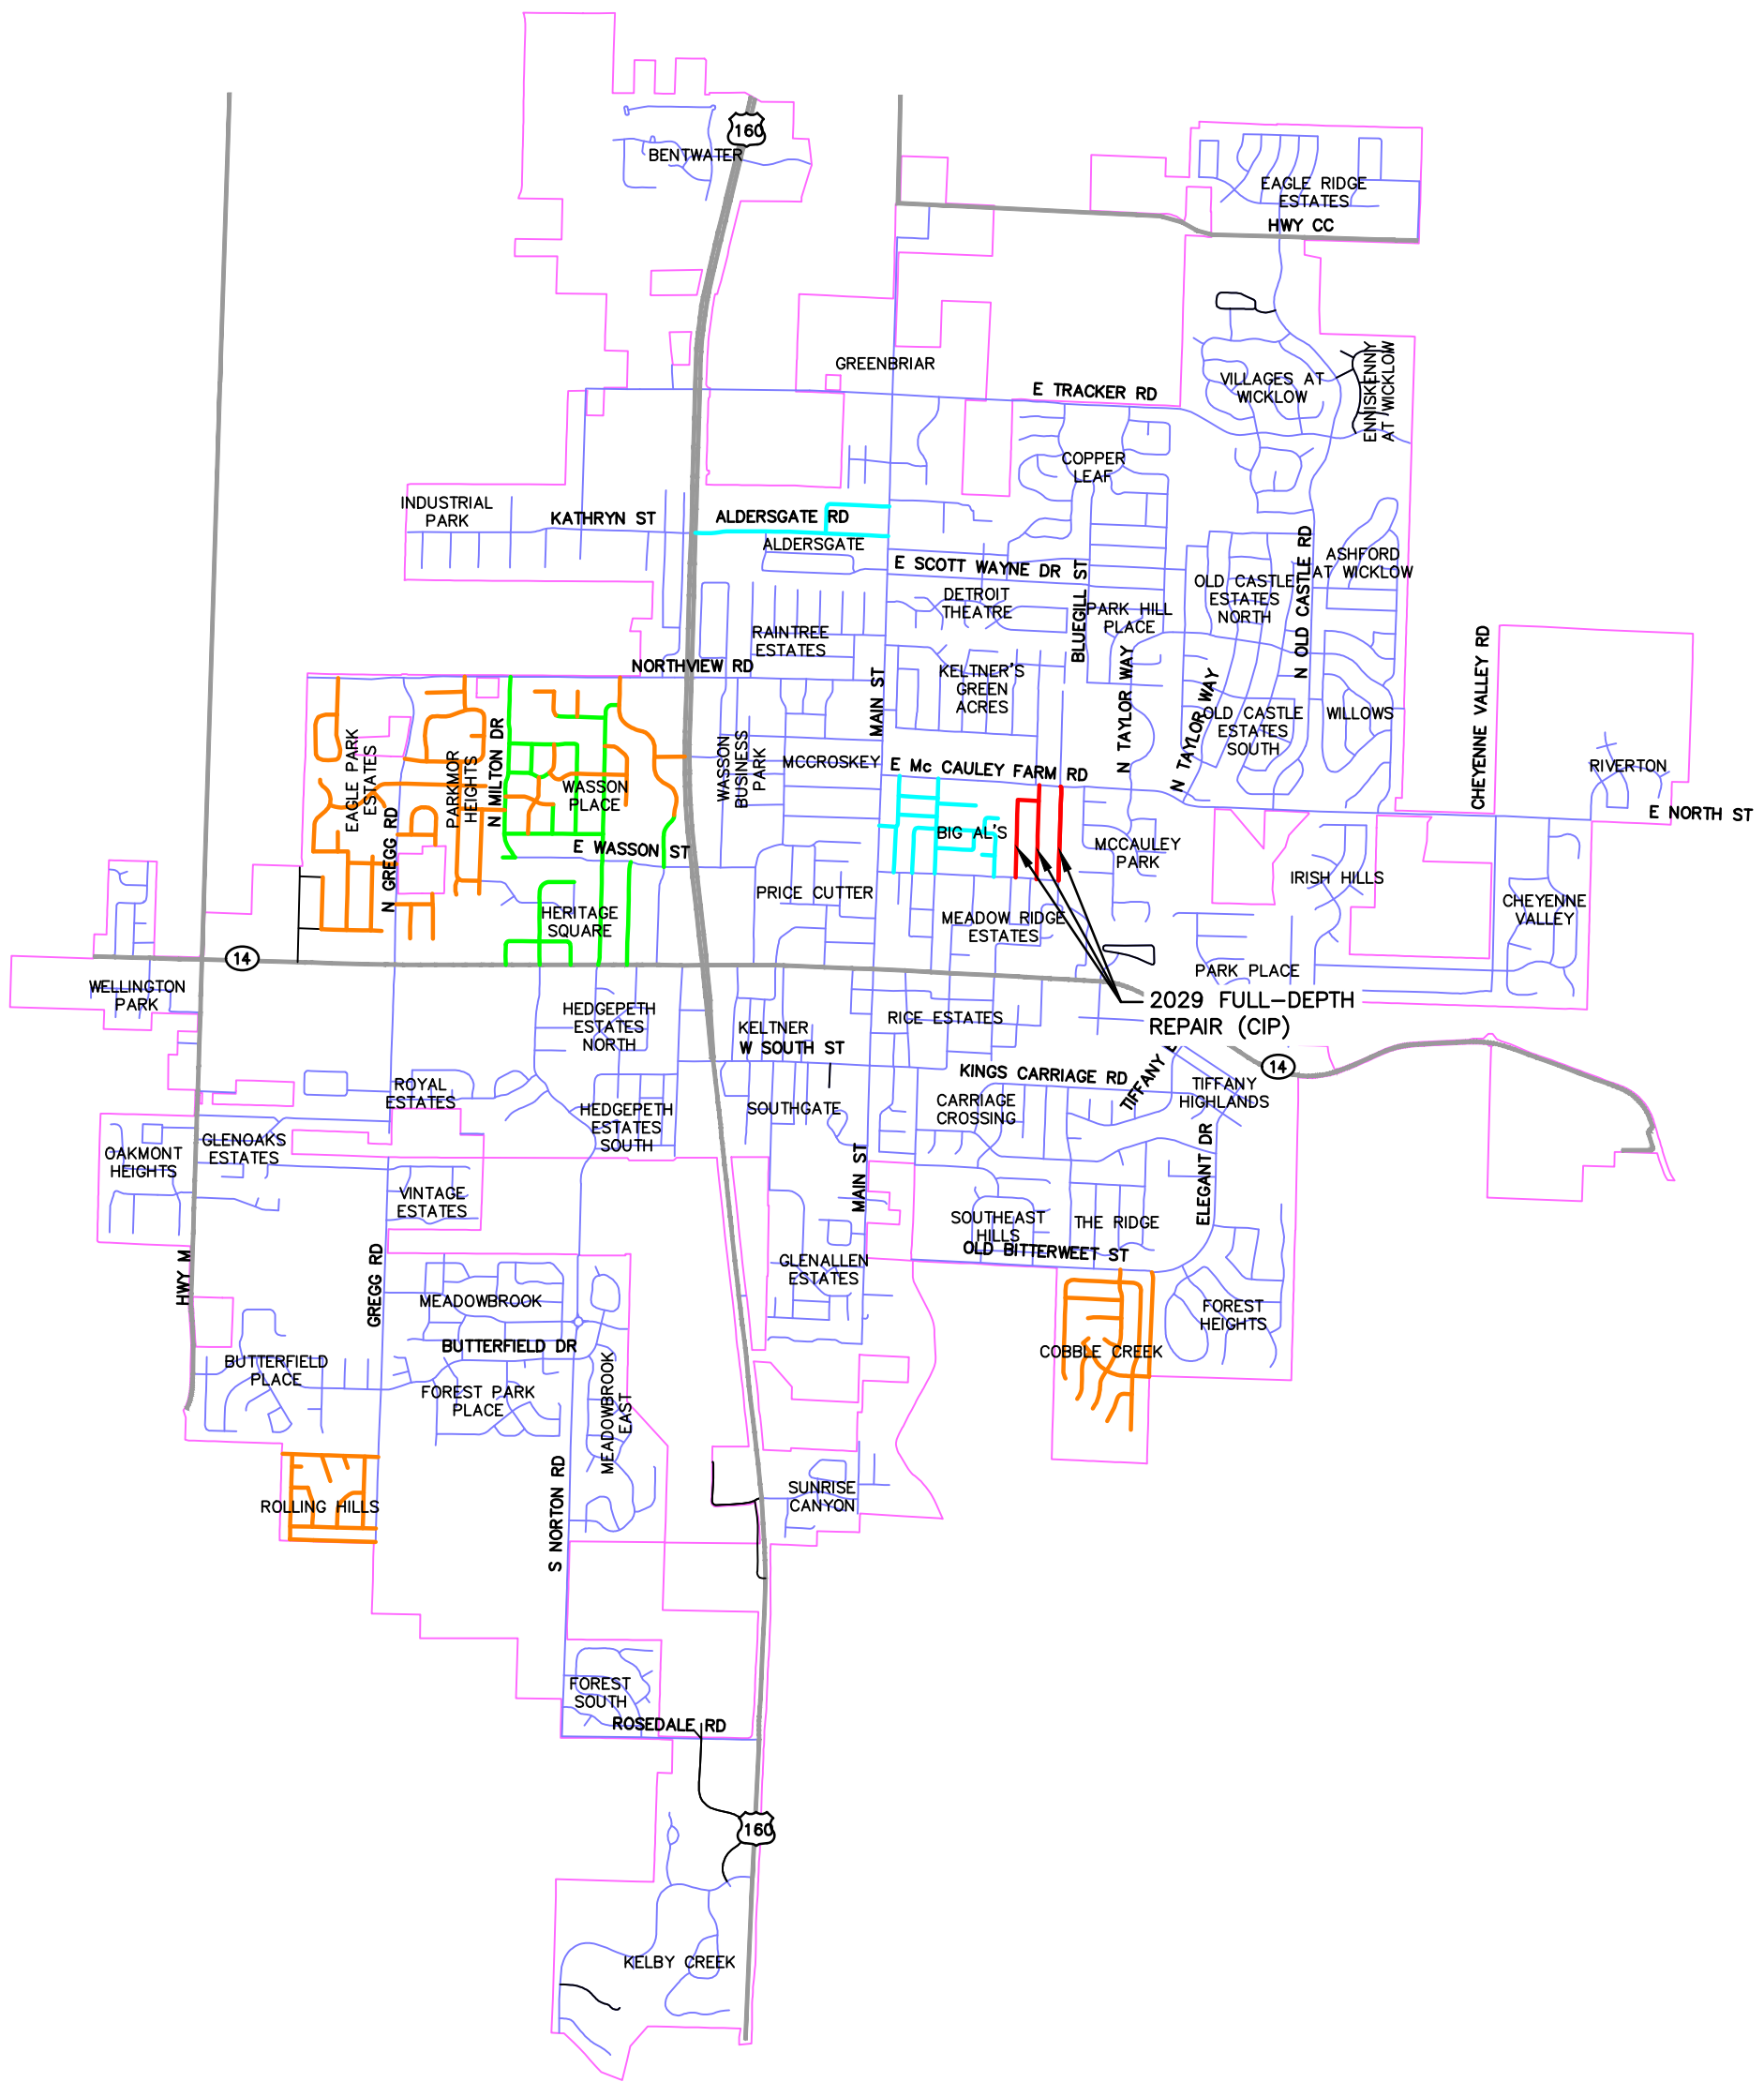 160
BENTWATER
EAGLE RIDGE
ESTATES
HWY CC
GREENBRIAR
E TRACKER RD
VILLAGES AT
WICKLOW
ENNISKENNY
AT WICKLOW
COPPER
LEAF
INDUSTRIAL
PARK
KATHRYN ST
ALDERSGATE RD
ALDERSGATE
E SCOTT WAYNE DR
BLUEGILL ST
DETROIT
THEATRE
PARK HILL
PLACE
OLD CASTLE
ESTATES
NORTH
N OLD CASTLE RD
ASHFORD
AT WICKLOW
RAINTREE
ESTATES
NORTHVIEW RD
MAIN ST
KELTNER'S
GREEN
ACRES
N TAYLOR WAY
N TAYLOR WAY
OLD CASTLE
ESTATES
SOUTH
WILLOWS
CHEYENNE VALLEY RD
RIVERTON
E NORTH ST
EAGLE PARK
ESTATES
PARKMOR
HEIGHTS
N MILTON DR
WASSON
PLACE
WASSON
BUSINESS
PARK
MCCROSKEY
E Mc CAULEY FARM RD
BIG AL'S
MCCAULEY
PARK
N GREGG RD
E WASSON ST
PRICE CUTTER
IRISH HILLS
CHEYENNE
VALLEY
HERITAGE
SQUARE
MEADOW RIDGE
ESTATES
14
WELLINGTON
PARK
PARK PLACE
2029 FULL-DEPTH
REPAIR (CIP)
HEDGEPETH
ESTATES
NORTH
KELTNER
W SOUTH ST
RICE ESTATES
KINGS CARRIAGE RD
TIFFANY
14
TIFFANY
HIGHLANDS
ROYAL
ESTATES
HEDGEPETH
ESTATES
SOUTH
SOUTHGATE
CARRIAGE
CROSSING
OAKMONT
HEIGHTS
GLENOAKS
ESTATES
VINTAGE
ESTATES
MAIN ST
ELEGANT DR
SOUTHEAST
HILLS
THE RIDGE
OLD BITTERWEET ST
HWY M
GREGG RD
GLENALLEN
ESTATES
MEADOWBROOK
FOREST
HEIGHTS
BUTTERFIELD DR
COBBLE CREEK
BUTTERFIELD
PLACE
FOREST PARK
PLACE
MEADOWBROOK
EAST
S NORTON RD
SUNRISE
CANYON
ROLLING HILLS
FOREST
SOUTH
ROSEDALE RD
160
KELBY CREEK